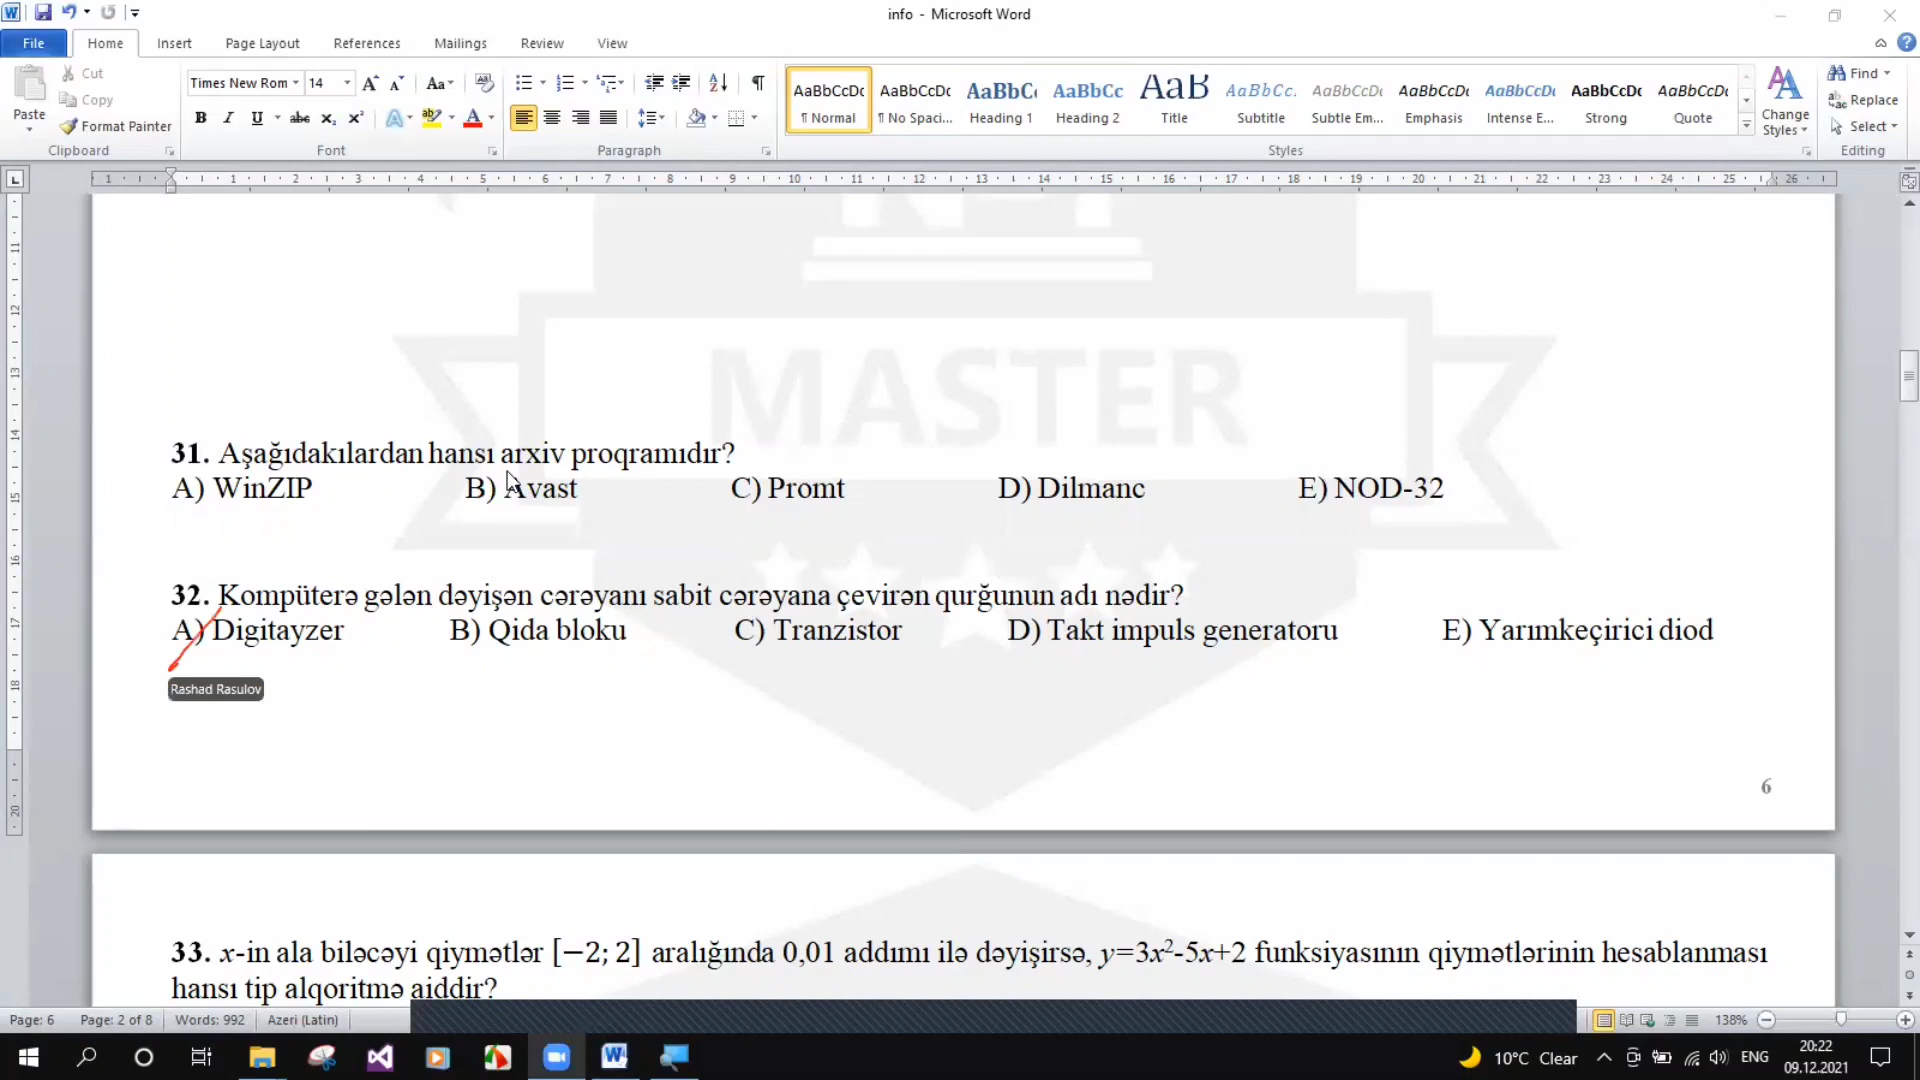 info - Microsoft Word
File Home Insert Page Layout References Mailings Review View
Cut
Copy
Format Painter
Paste
Times New Rom 14
AaBbCcDc AaBbCcDc AaBbC AaBbCc AaB AaBbCc. AaBbCcDc AaBbCcDc AaBbCcDc AaBbCcDc AaBbCcDc
¶ Normal ¶ No Spaci... Heading 1 Heading 2 Title Subtitle Subtle Em... Emphasis Intense E... Strong Quote
Change Styles
Find
Replace
Select
Clipboard Font Paragraph Styles Editing
MASTER
31. Aşağıdakılardan hansı arxiv proqramıdır?
A) WinZIP B) Avast C) Promt D) Dilmanc E) NOD-32
32. Kompüterə gələn dəyişən cərəyanı sabit cərəyana çevirən qurğunun adı nədir?
A) Digitayzer B) Qida bloku C) Tranzistor D) Takt impuls generatoru E) Yarımkeçirici diod
Rashad Rasulov
6
33. x-in ala biləcəyi qiymətlər [−2; 2] aralığında 0,01 addımı ilə dəyişirsə, y=3x²-5x+2 funksiyasının qiymətlərinin hesablanması
hansı tip alqoritmə aiddir?
Page: 6 Page: 2 of 8 Words: 992 Azeri (Latin) 138%
10°C Clear ENG 20:22
09.12.2021